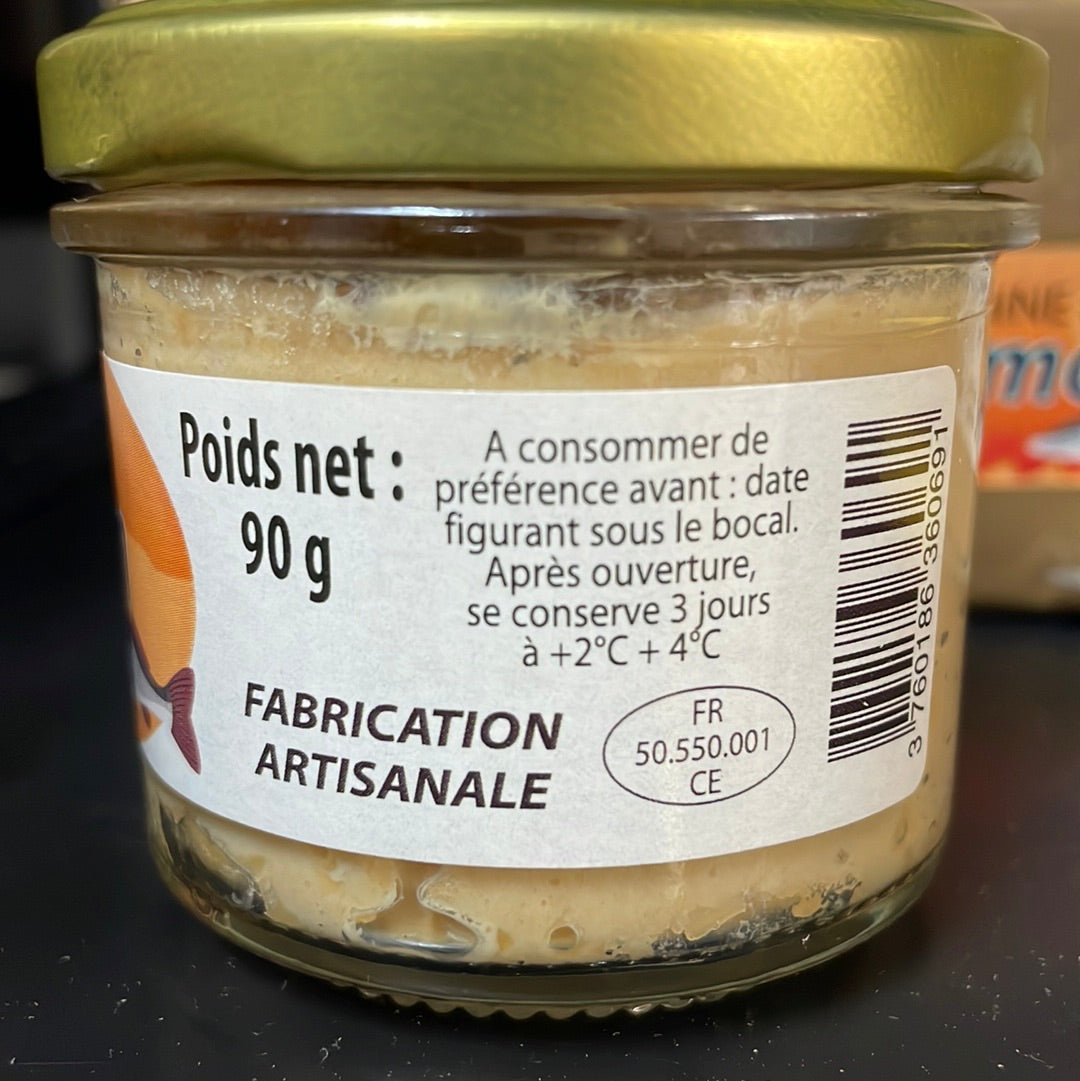 Poids net :
90 g
A consommer de
préférence avant : date
figurant sous le bocal.
Après ouverture,
se conserve 3 jours
à +2°C + 4°C
FABRICATION
ARTISANALE
FR
50.550.001
CE
3 760186 360691